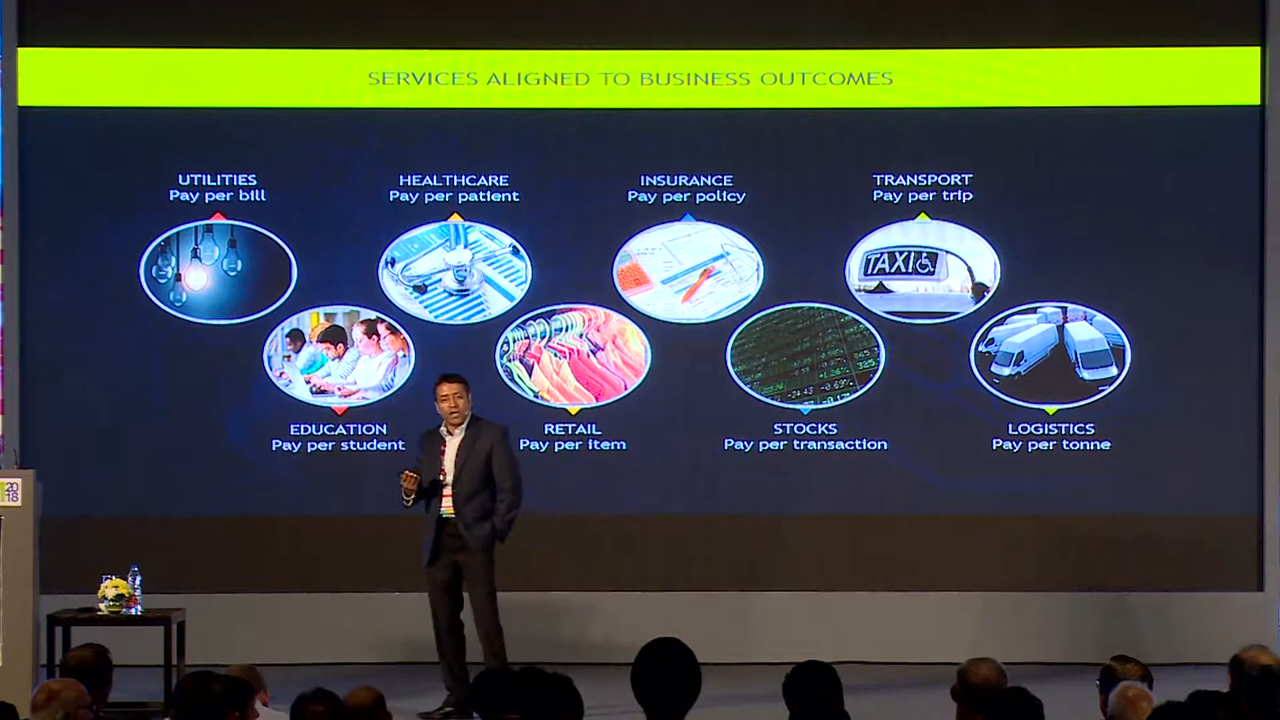 SERVICES ALIGNED TO BUSINESS OUTCOMES
UTILITIES
Pay per bill
HEALTHCARE
Pay per patient
INSURANCE
Pay per policy
TRANSPORT
Pay per trip
TAXI
EDUCATION
Pay per student
RETAIL
Pay per item
STOCKS
Pay per transaction
LOGISTICS
Pay per tonne
20
18